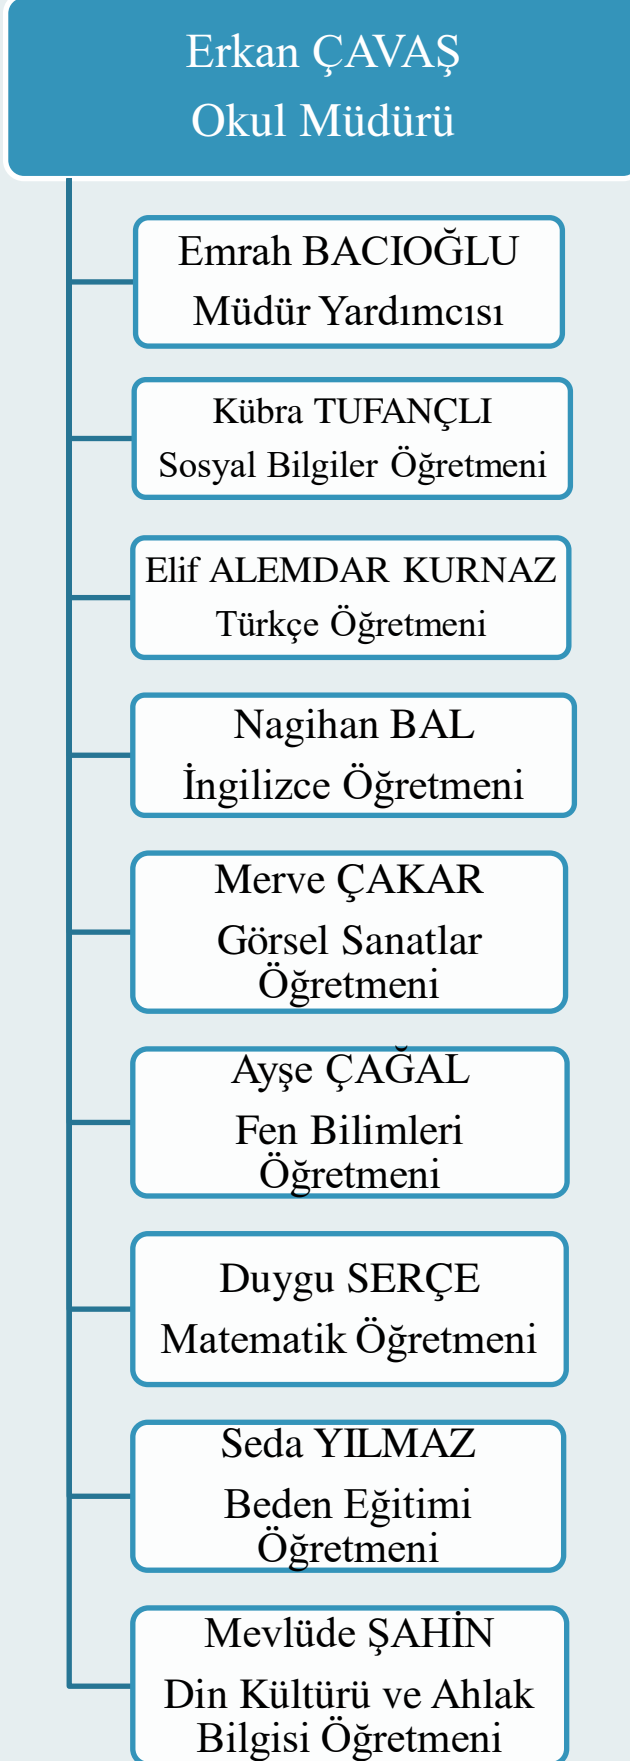 Erkan ÇAVAŞ
Okul Müdürü
Emrah BACIOĞLU
Müdür Yardımcısı
Kübra TUFANÇLI
Sosyal Bilgiler Öğretmeni
Elif ALEMDAR KURNAZ
Türkçe Öğretmeni
Nagihan BAL
İngilizce Öğretmeni
Merve ÇAKAR
Görsel Sanatlar
Öğretmeni
Ayşe ÇAĞAL
Fen Bilimleri
Öğretmeni
Duygu SERÇE
Matematik Öğretmeni
Seda YILMAZ
Beden Eğitimi
Öğretmeni
Mevlüde ŞAHİN
Din Kültürü ve Ahlak
Bilgisi Öğretmeni